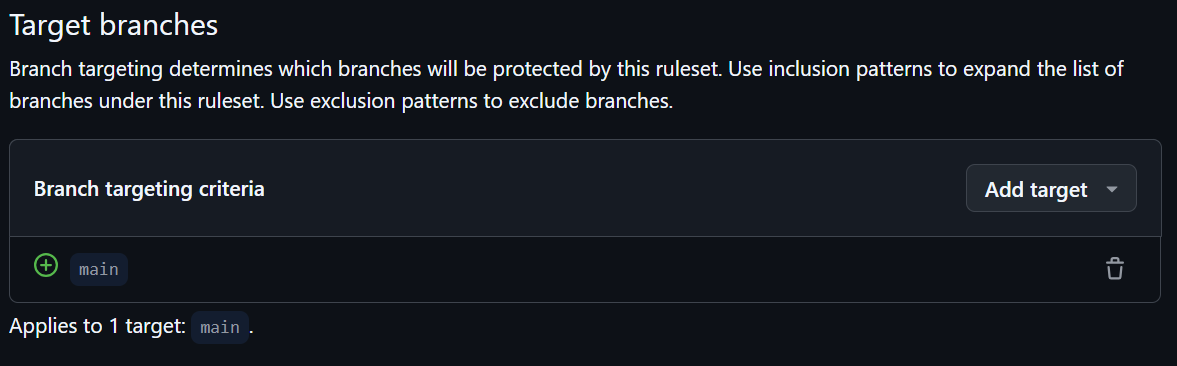 Target branches
Branch targeting determines which branches will be protected by this ruleset. Use inclusion patterns to expand the list of
branches under this ruleset. Use exclusion patterns to exclude branches.
Branch targeting criteria
Add target
main
Applies to 1 target: main.